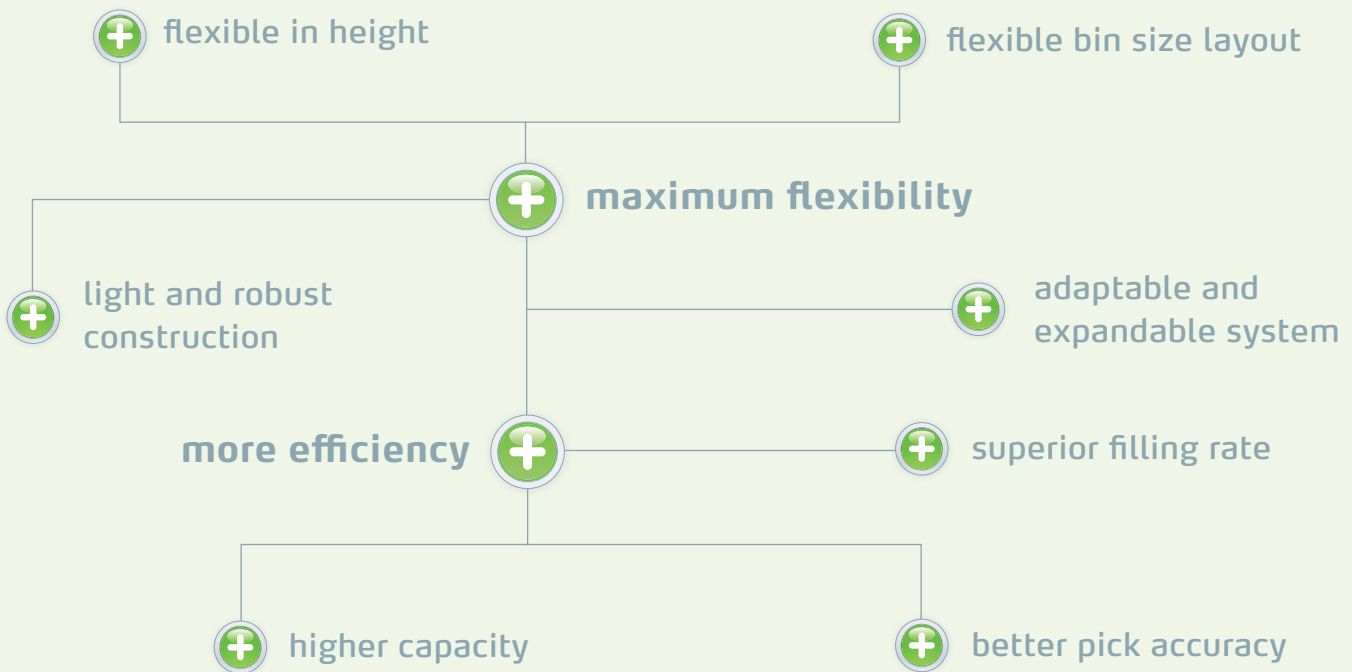 flexible in height
flexible bin size layout
maximum flexibility
light and robust
construction
adaptable and
expandable system
more efficiency
superior filling rate
higher capacity
better pick accuracy